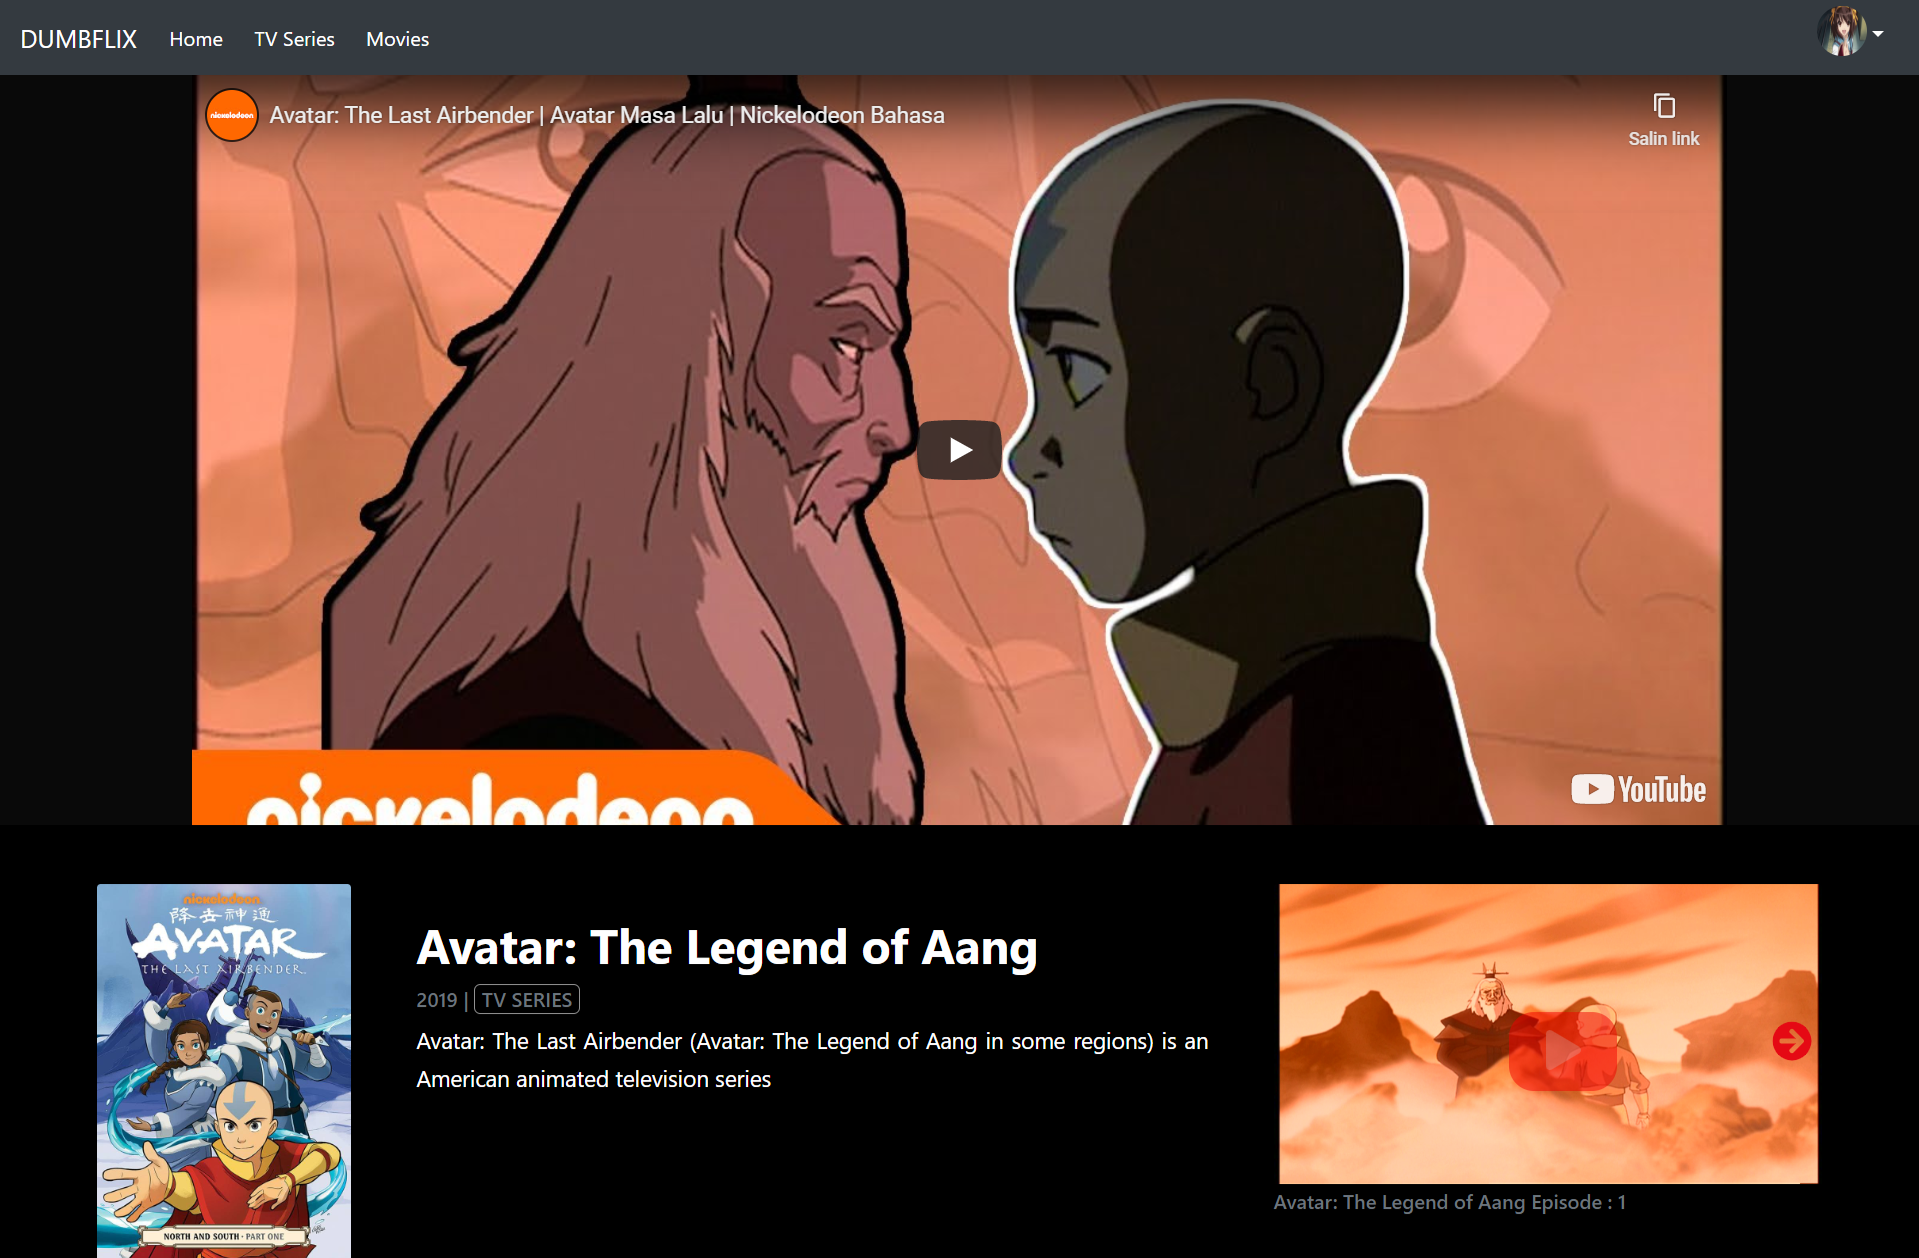 DUMBFLIX Home TV Series Movies
nickelodeon Avatar: The Last Airbender | Avatar Masa Lalu | Nickelodeon Bahasa
Salin link
YouTube
nickelodeon
nickelodeon
降去神通
AVATAR
THE LAST AIRBENDER
NORTH AND SOUTH · PART ONE
Avatar: The Legend of Aang
2019 | TV SERIES
Avatar: The Last Airbender (Avatar: The Legend of Aang in some regions) is an
American animated television series
Avatar: The Legend of Aang Episode : 1